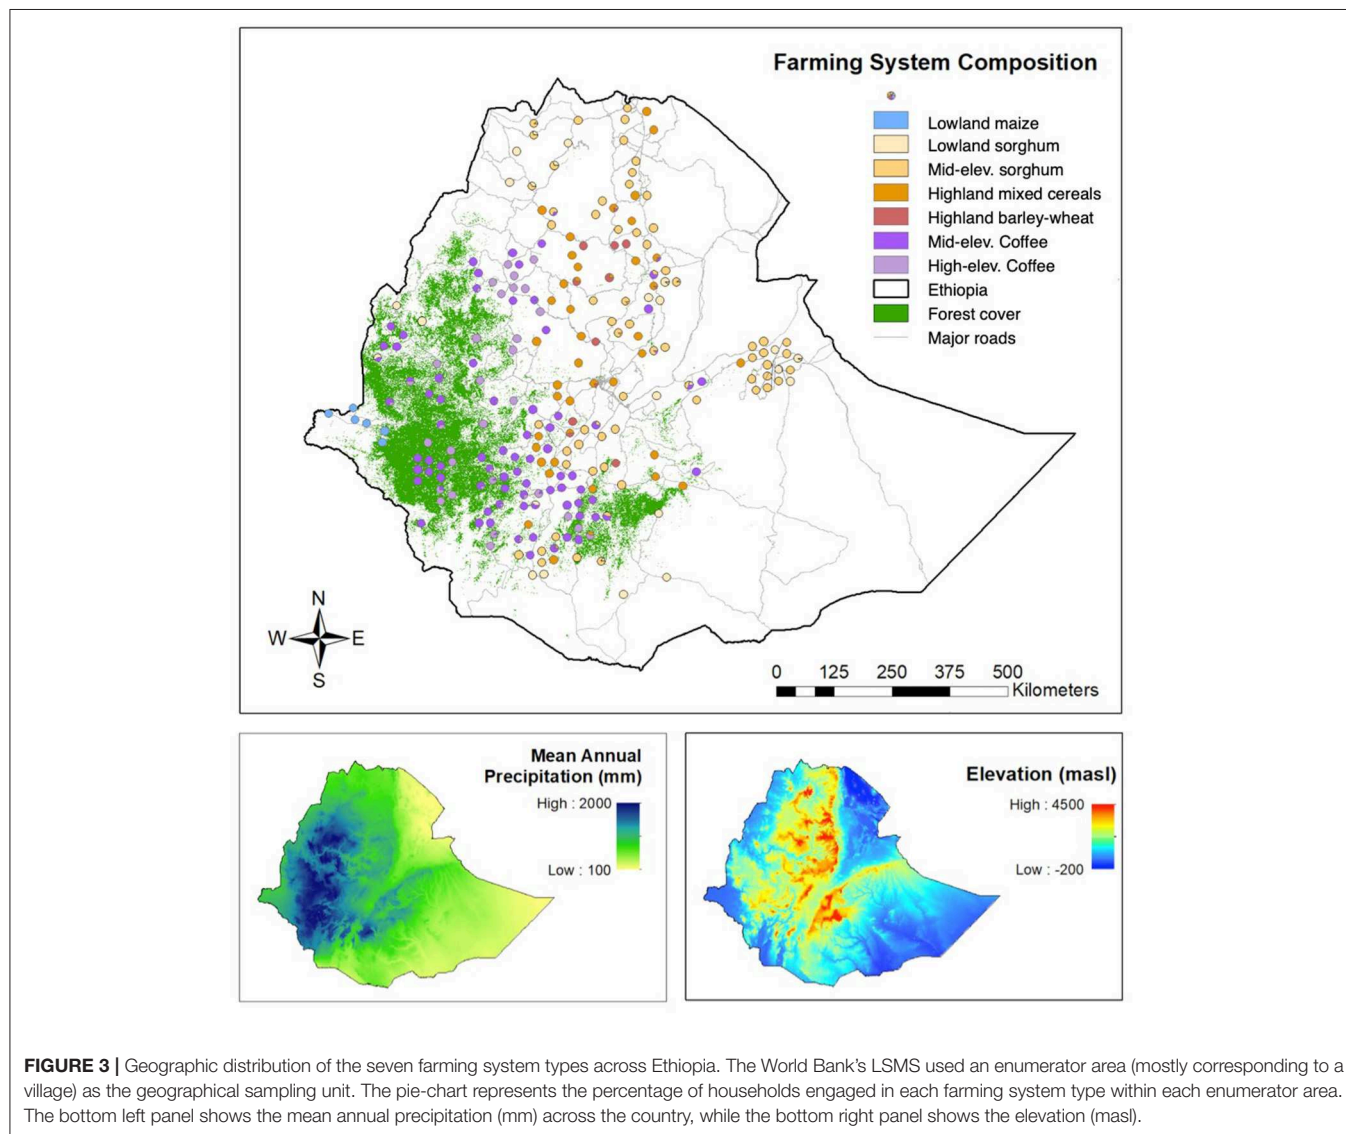 Farming System Composition
Lowland maize
Lowland sorghum
Mid-elev. sorghum
Highland mixed cereals
Highland barley-wheat
Mid-elev. Coffee
High-elev. Coffee
Ethiopia
Forest cover
Major roads
N
W E
S
0 125 250 375 500
Kilometers
Mean Annual
Precipitation (mm)
High : 2000
Low : 100
Elevation (masl)
High : 4500
Low : -200
FIGURE 3 | Geographic distribution of the seven farming system types across Ethiopia. The World Bank's LSMS used an enumerator area (mostly corresponding to a
village) as the geographical sampling unit. The pie-chart represents the percentage of households engaged in each farming system type within each enumerator area.
The bottom left panel shows the mean annual precipitation (mm) across the country, while the bottom right panel shows the elevation (masl).